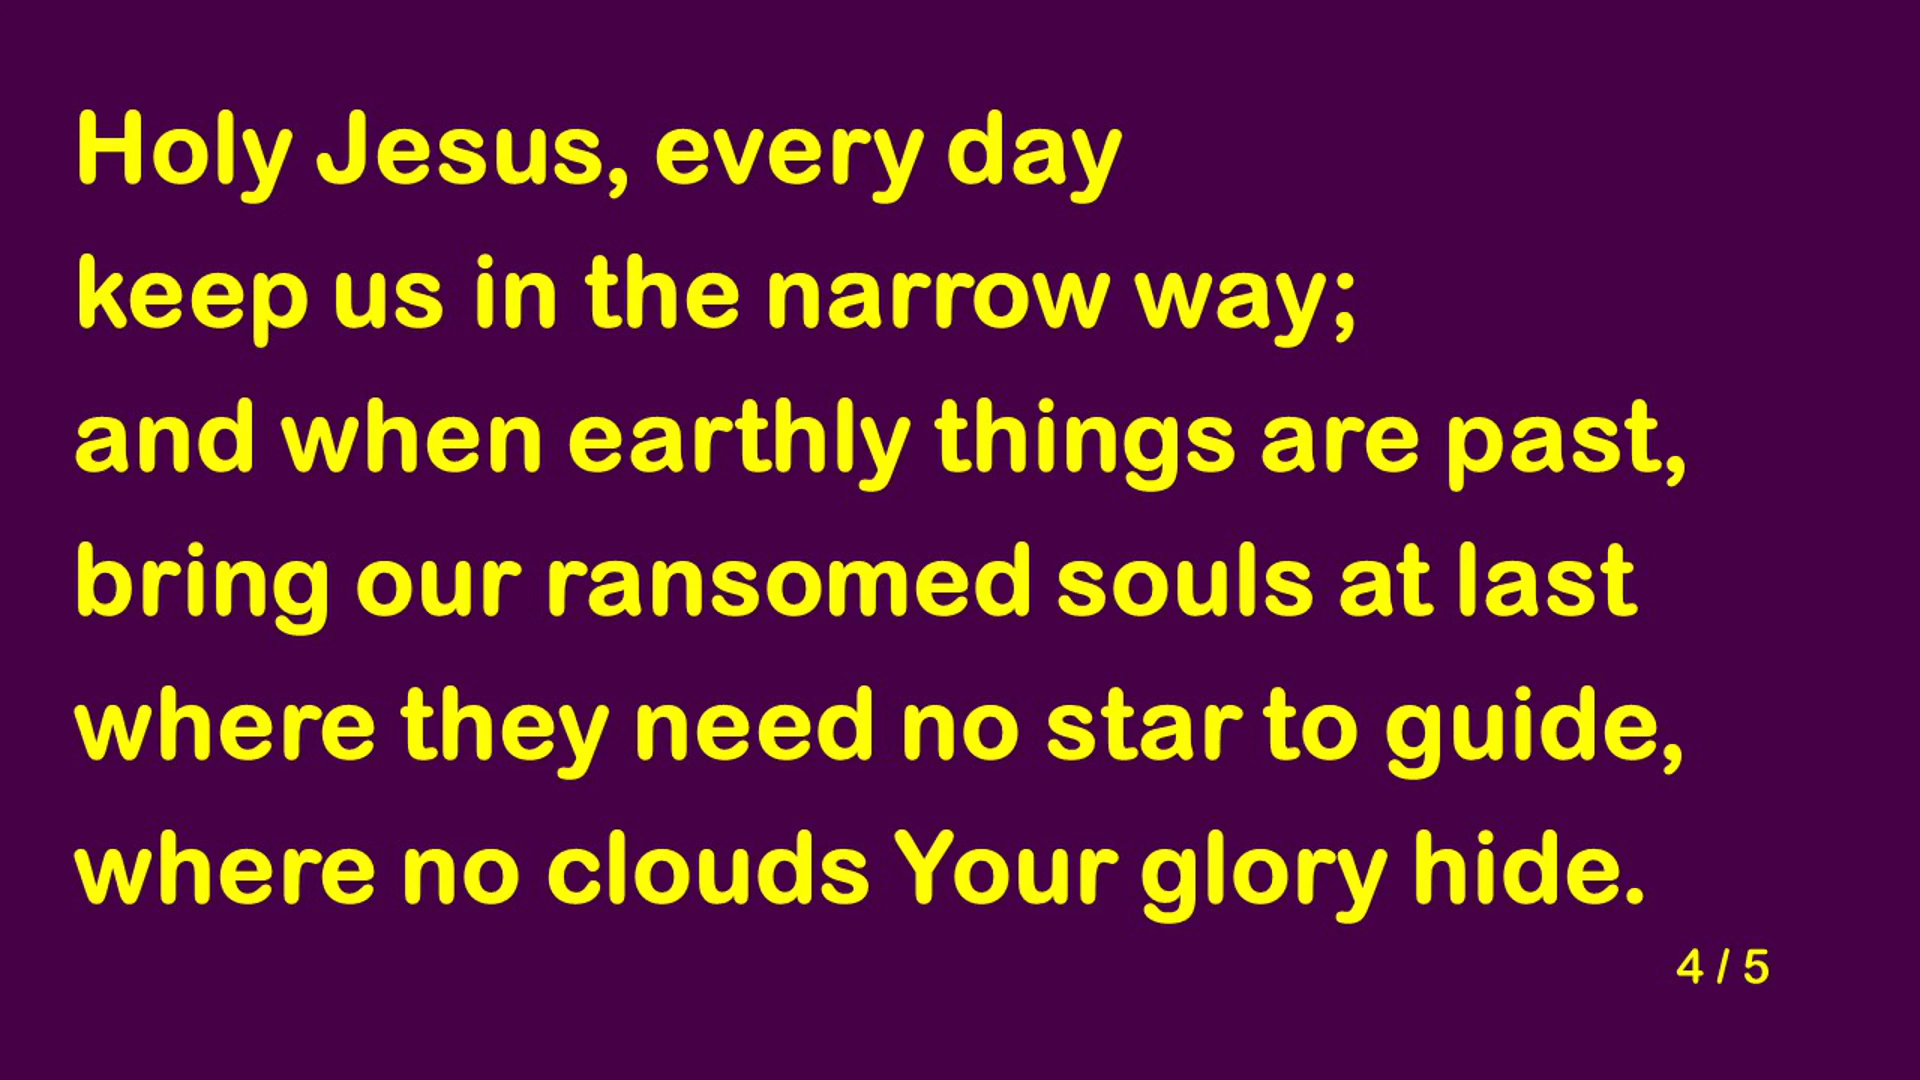 Holy Jesus, every day
keep us in the narrow way;
and when earthly things are past,
bring our ransomed souls at last
where they need no star to guide,
where no clouds Your glory hide.
4 / 5